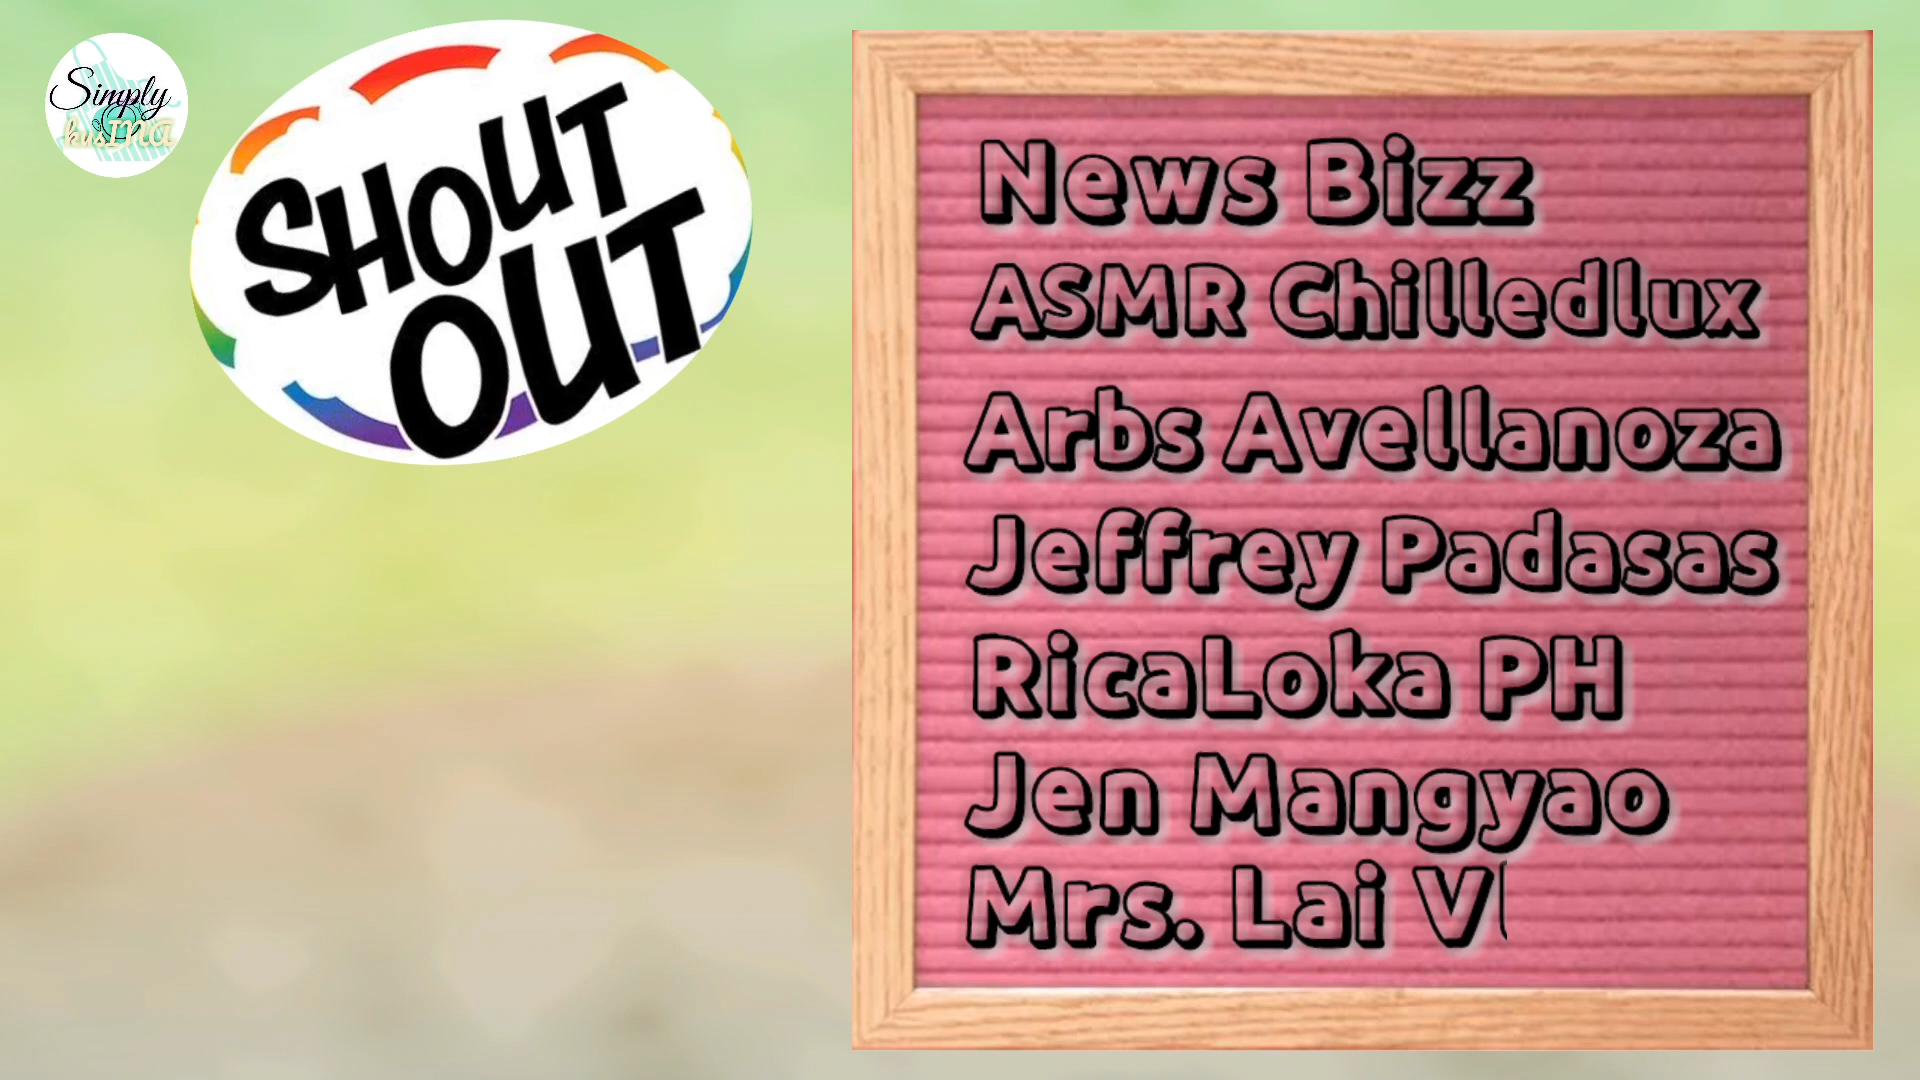 Simply
SHOUT
OUT
News Bizz
ASMR Chilledlux
Arbs Avellanoza
Jeffrey Padasas
RicaLoka PH
Jen Mangyao
Mrs. Lai V